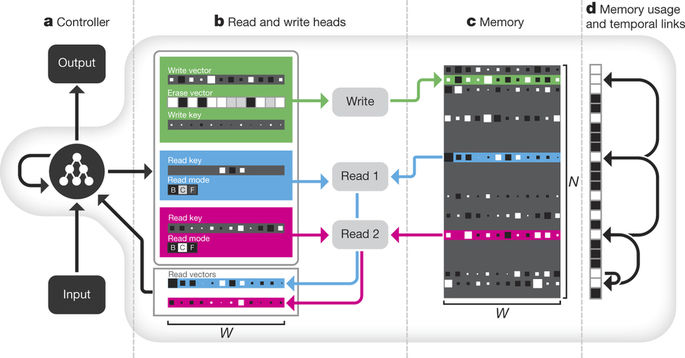 a Controller
b Read and write heads
c Memory
d Memory usage
and temporal links
Output
Input
Write vector
Erase vector
Write key
Read key
Read mode
B C F
Read key
Read mode
B C F
Read vectors
W
Write
Read 1
Read 2
N
W